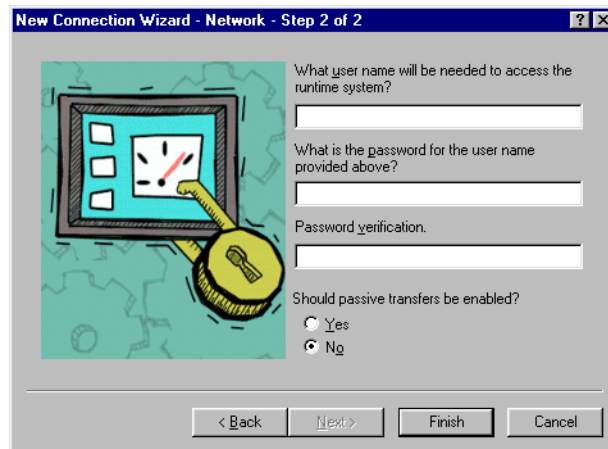 New Connection Wizard - Network - Step 2 of 2
What user name will be needed to access the
runtime system?
What is the password for the user name
provided above?
Password verification.
Should passive transfers be enabled?
Yes
No
< Back
Next >
Finish
Cancel